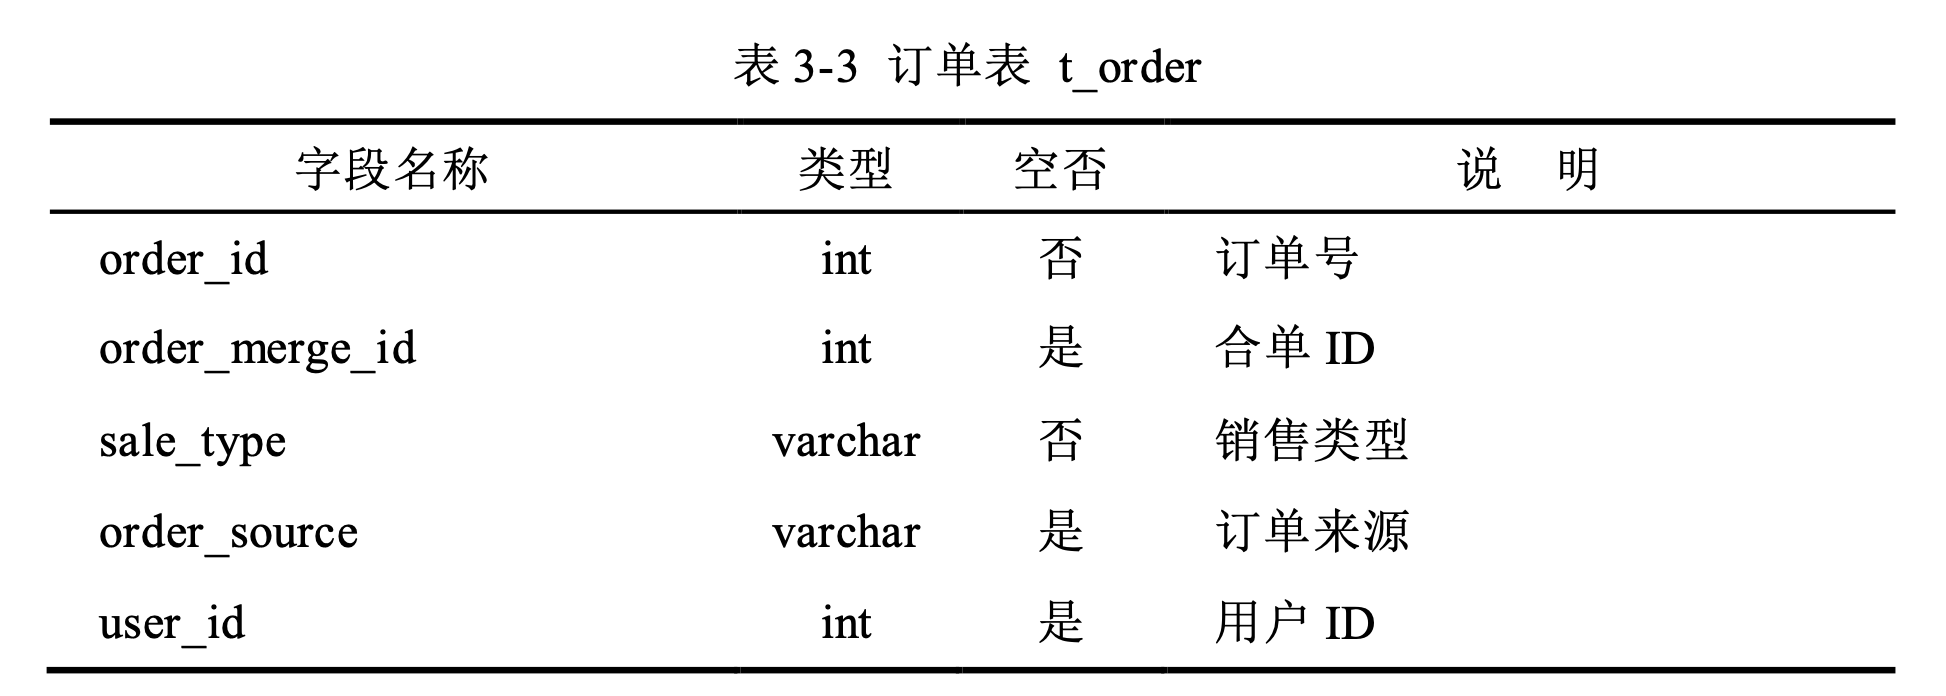 表 3-3 订单表 t_order
字段名称 类型 空否 说 明
order_id int 否 订单号
order_merge_id int 是 合单 ID
sale_type varchar 否 销售类型
order_source varchar 是 订单来源
user_id int 是 用户 ID